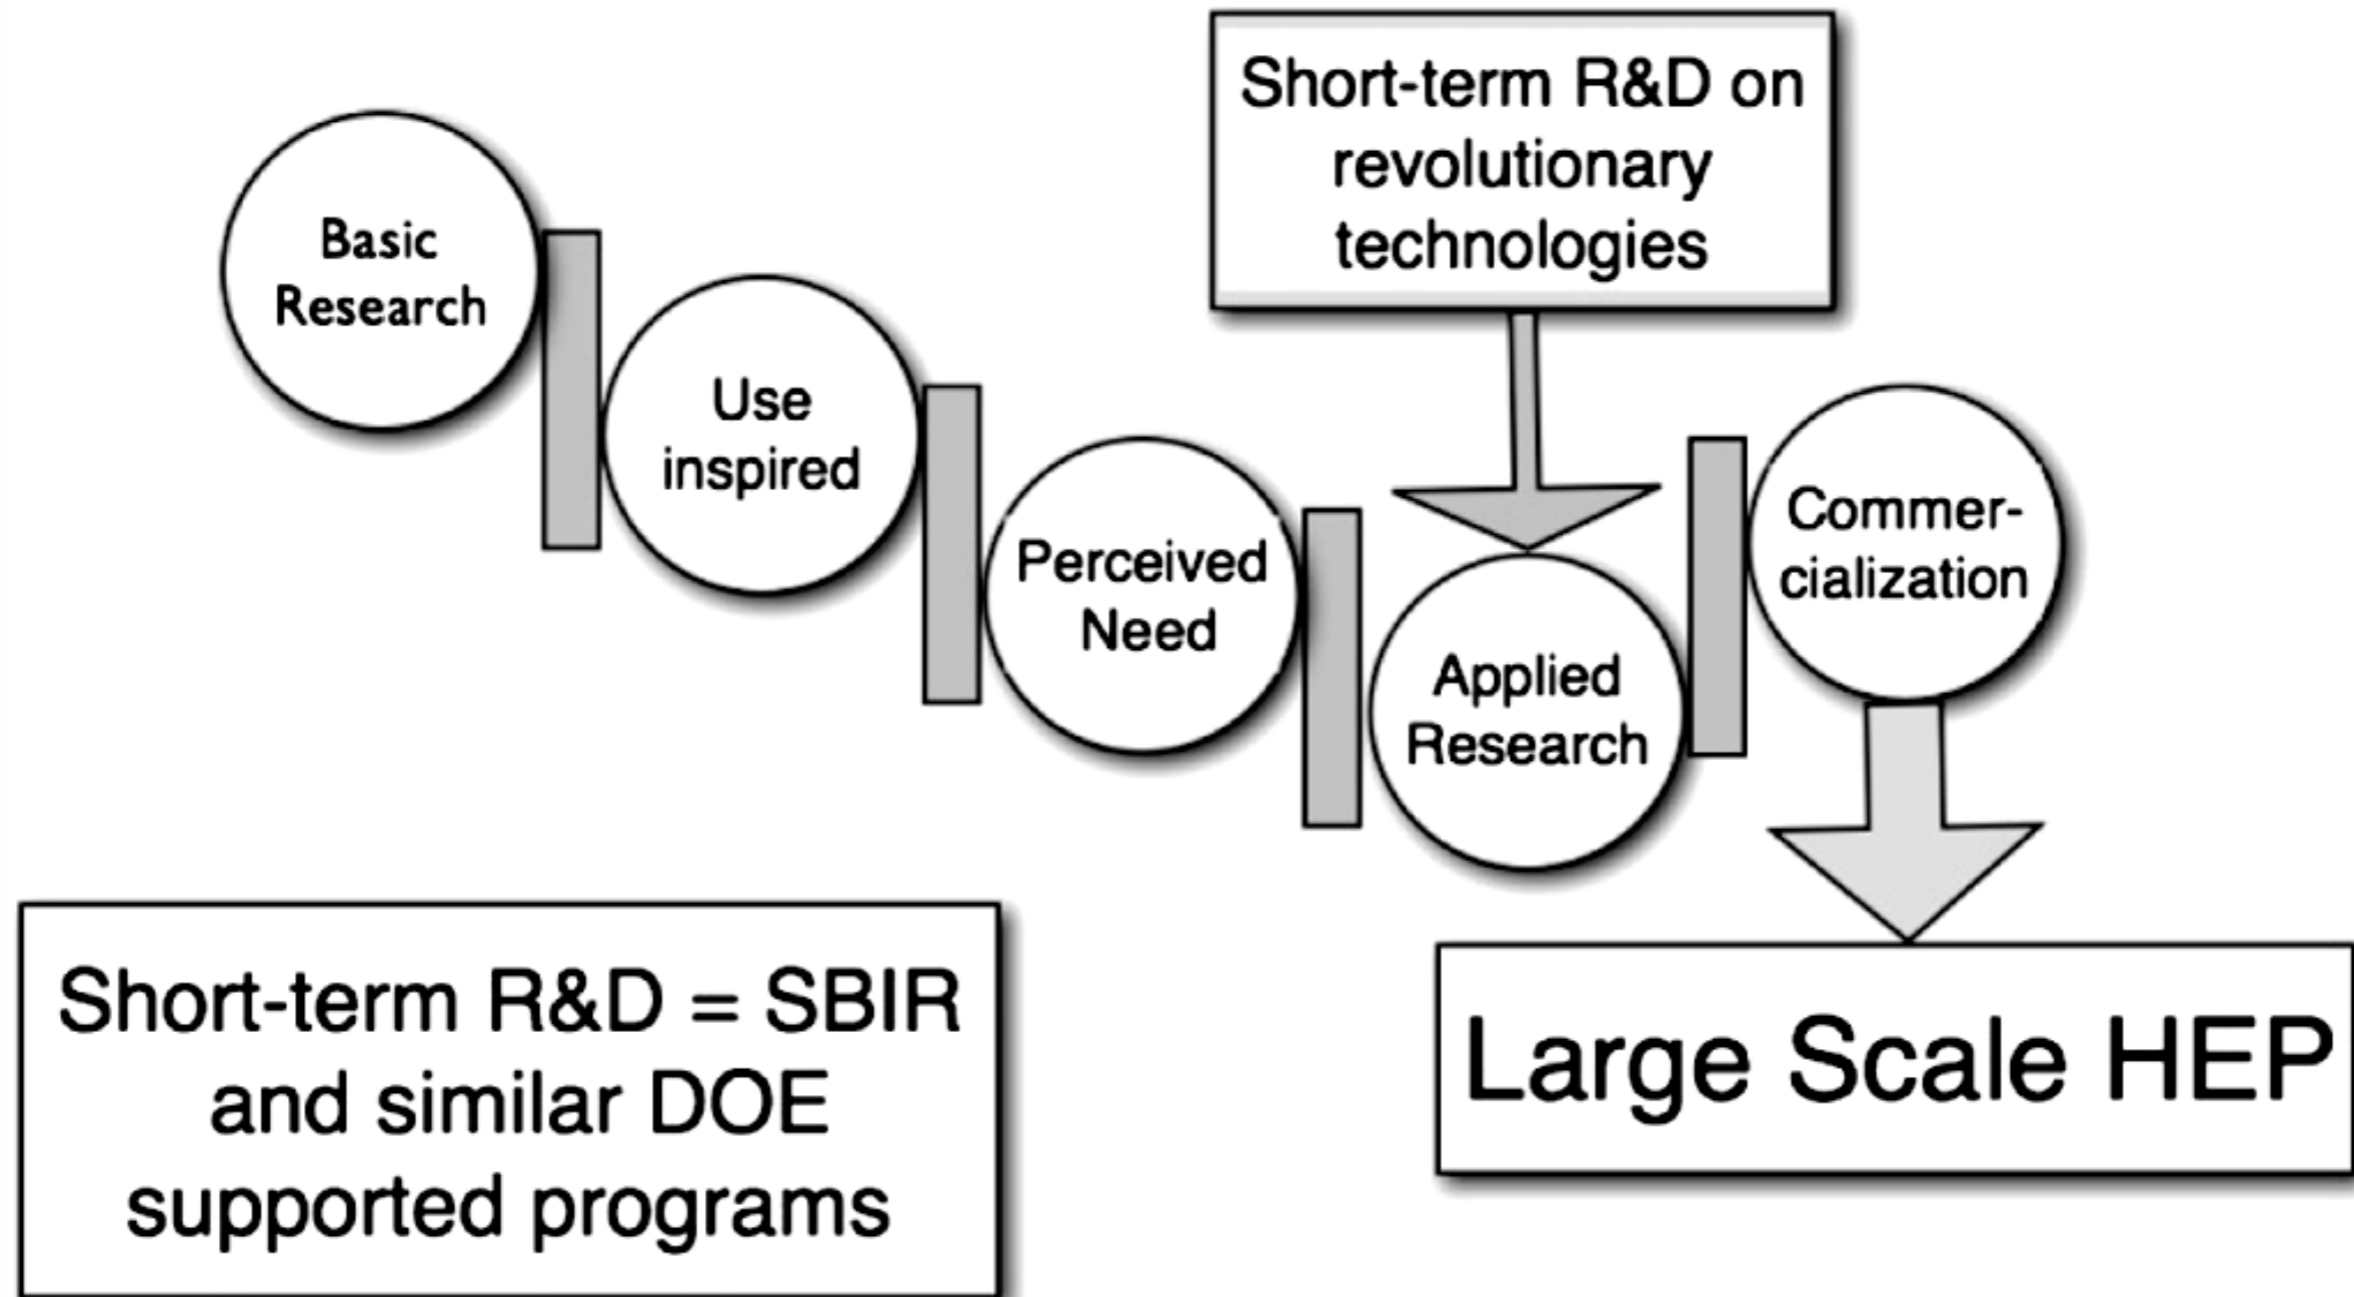 Short-term R&D on
revolutionary
technologies
Basic
Research
Use
inspired
Perceived
Need
Applied
Research
Commer-
cialization
Short-term R&D = SBIR
and similar DOE
supported programs
Large Scale HEP